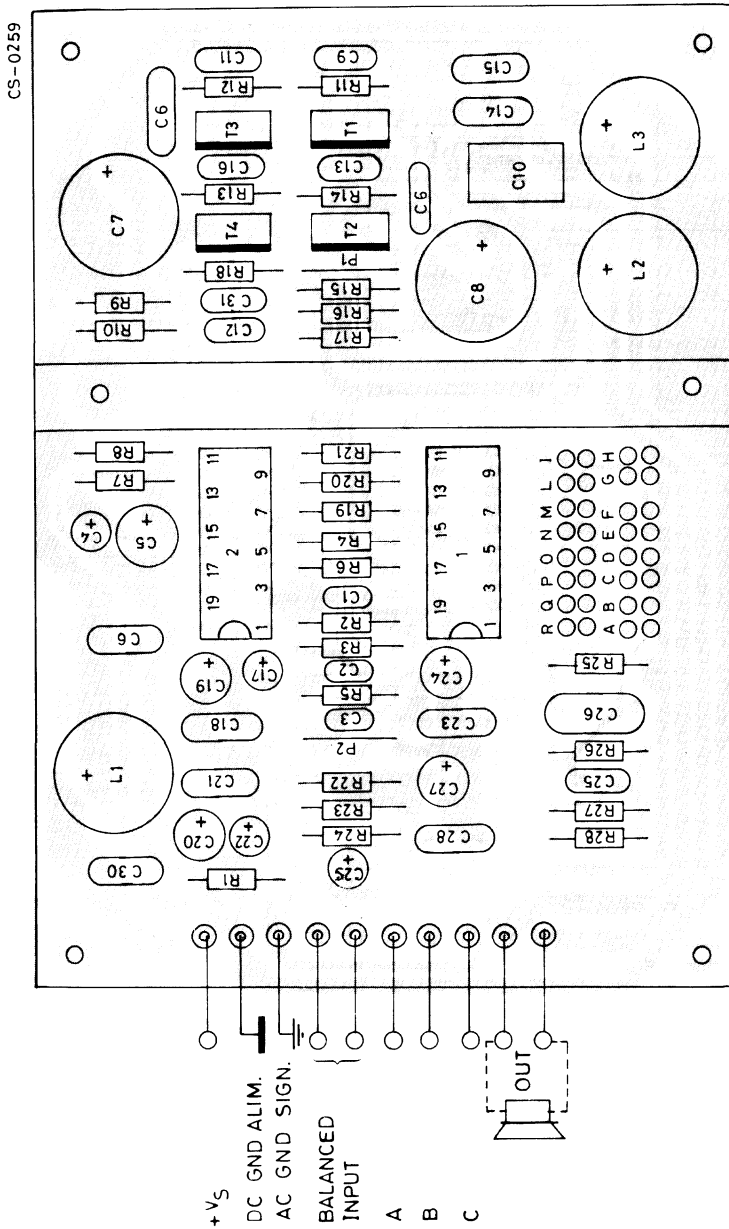 CS-0259
C11
C9
R12
R11
C15
C6
C14
T3
T1
L3
C16
C13
C7
R13
R14
C6
C10
T4
T2
P1
R18
R15
C8
L2
R9
C31
R16
R10
C12
R17
R8
R21
R7
R20
C4
C5
R19
R4
R6
11
13
15
17
19
2
9
7
5
3
1
11
13
15
17
19
1
9
7
5
3
1
R Q P O N M L I
A B C D E F G H
C1
R2
C6
R3
C19
C17
C2
C24
R25
R5
C18
C3
C23
C26
P2
R26
L1
C21
R22
C27
C25
R23
R27
C20
C22
R24
C28
R28
C30
R1
C25
+VS
DC GND ALIM.
AC GND SIGN.
BALANCED
INPUT
A
B
C
OUT